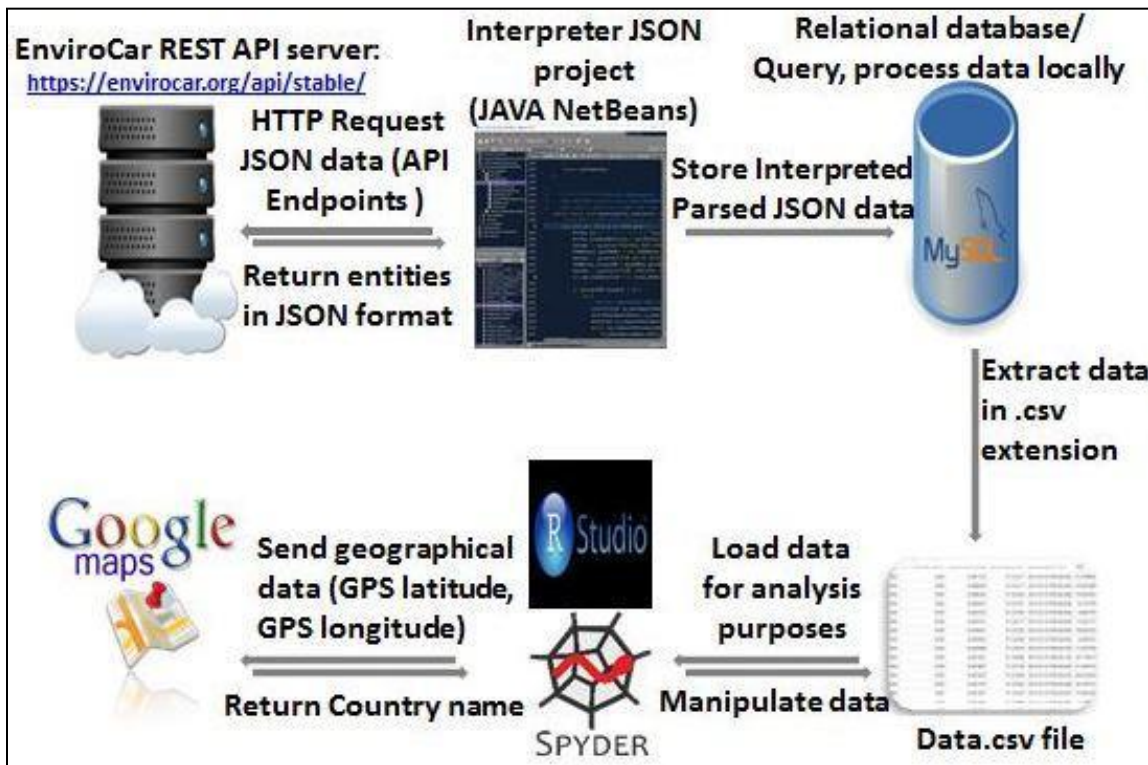 EnviroCar REST API server:
https://envirocar.org/api/stable/
Interpreter JSON
project
(JAVA NetBeans)
Relational database/
Query, process data locally
HTTP Request
JSON data (API
Endpoints )
Return entities
in JSON format
Store Interpreted
Parsed JSON data
MySQL
Extract data
in .csv
extension
Google
maps
Send geographical
data (GPS latitude,
GPS longitude)
Return Country name
R Studio
SPYDER
Load data
for analysis
purposes
Manipulate data
Data.csv file